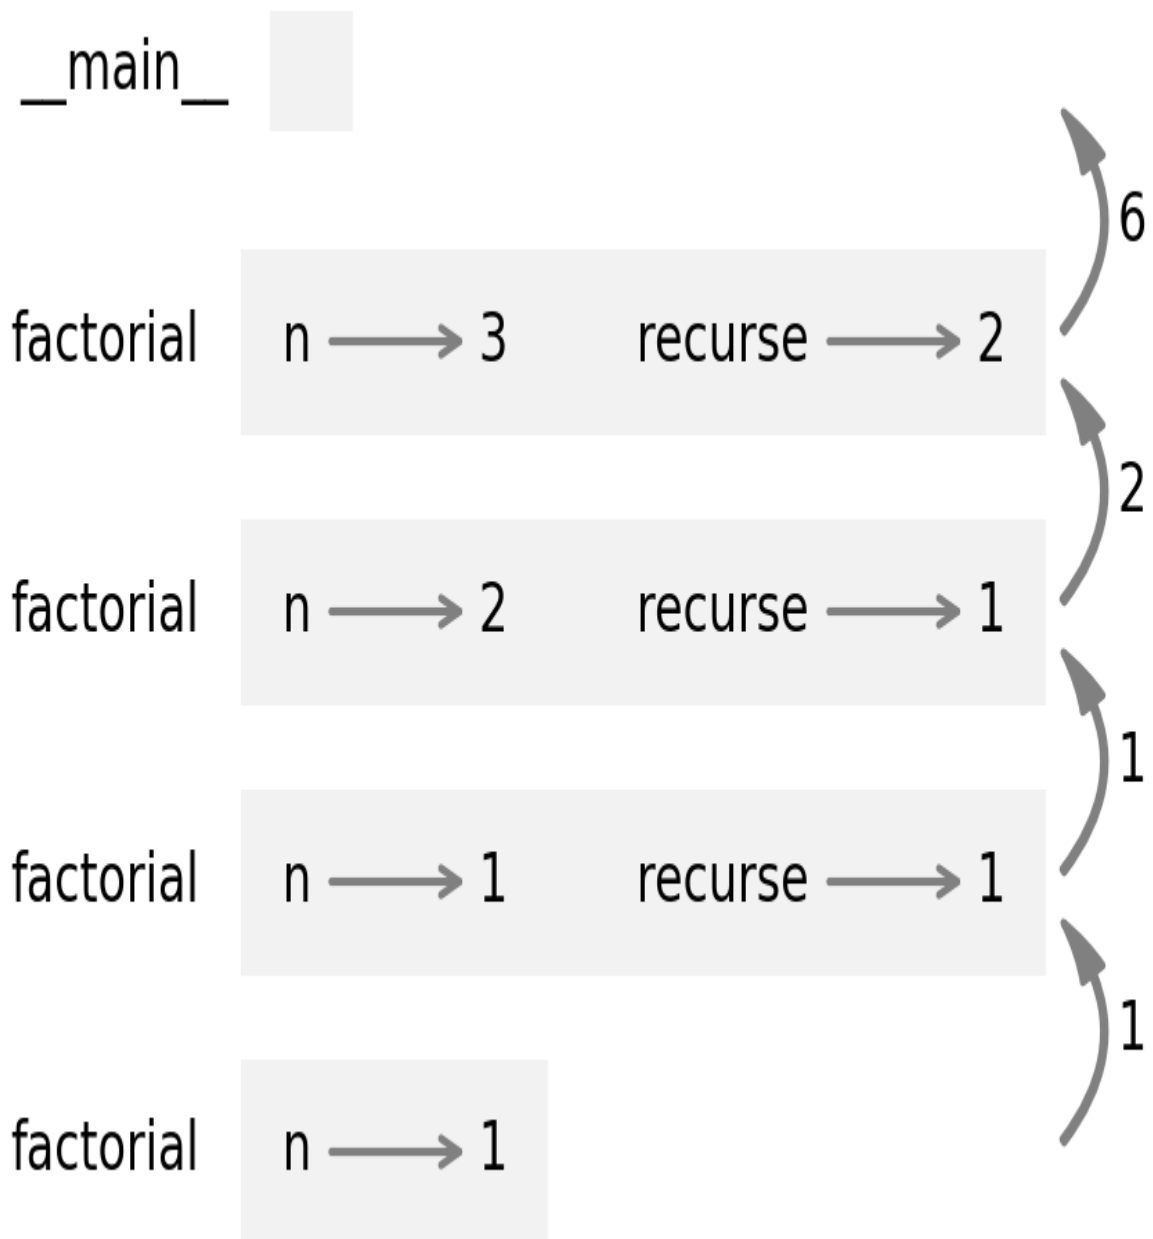 __main__
6
factorial n 3 recurse 2
2
factorial n 2 recurse 1
1
factorial n 1 recurse 1
1
factorial n 1